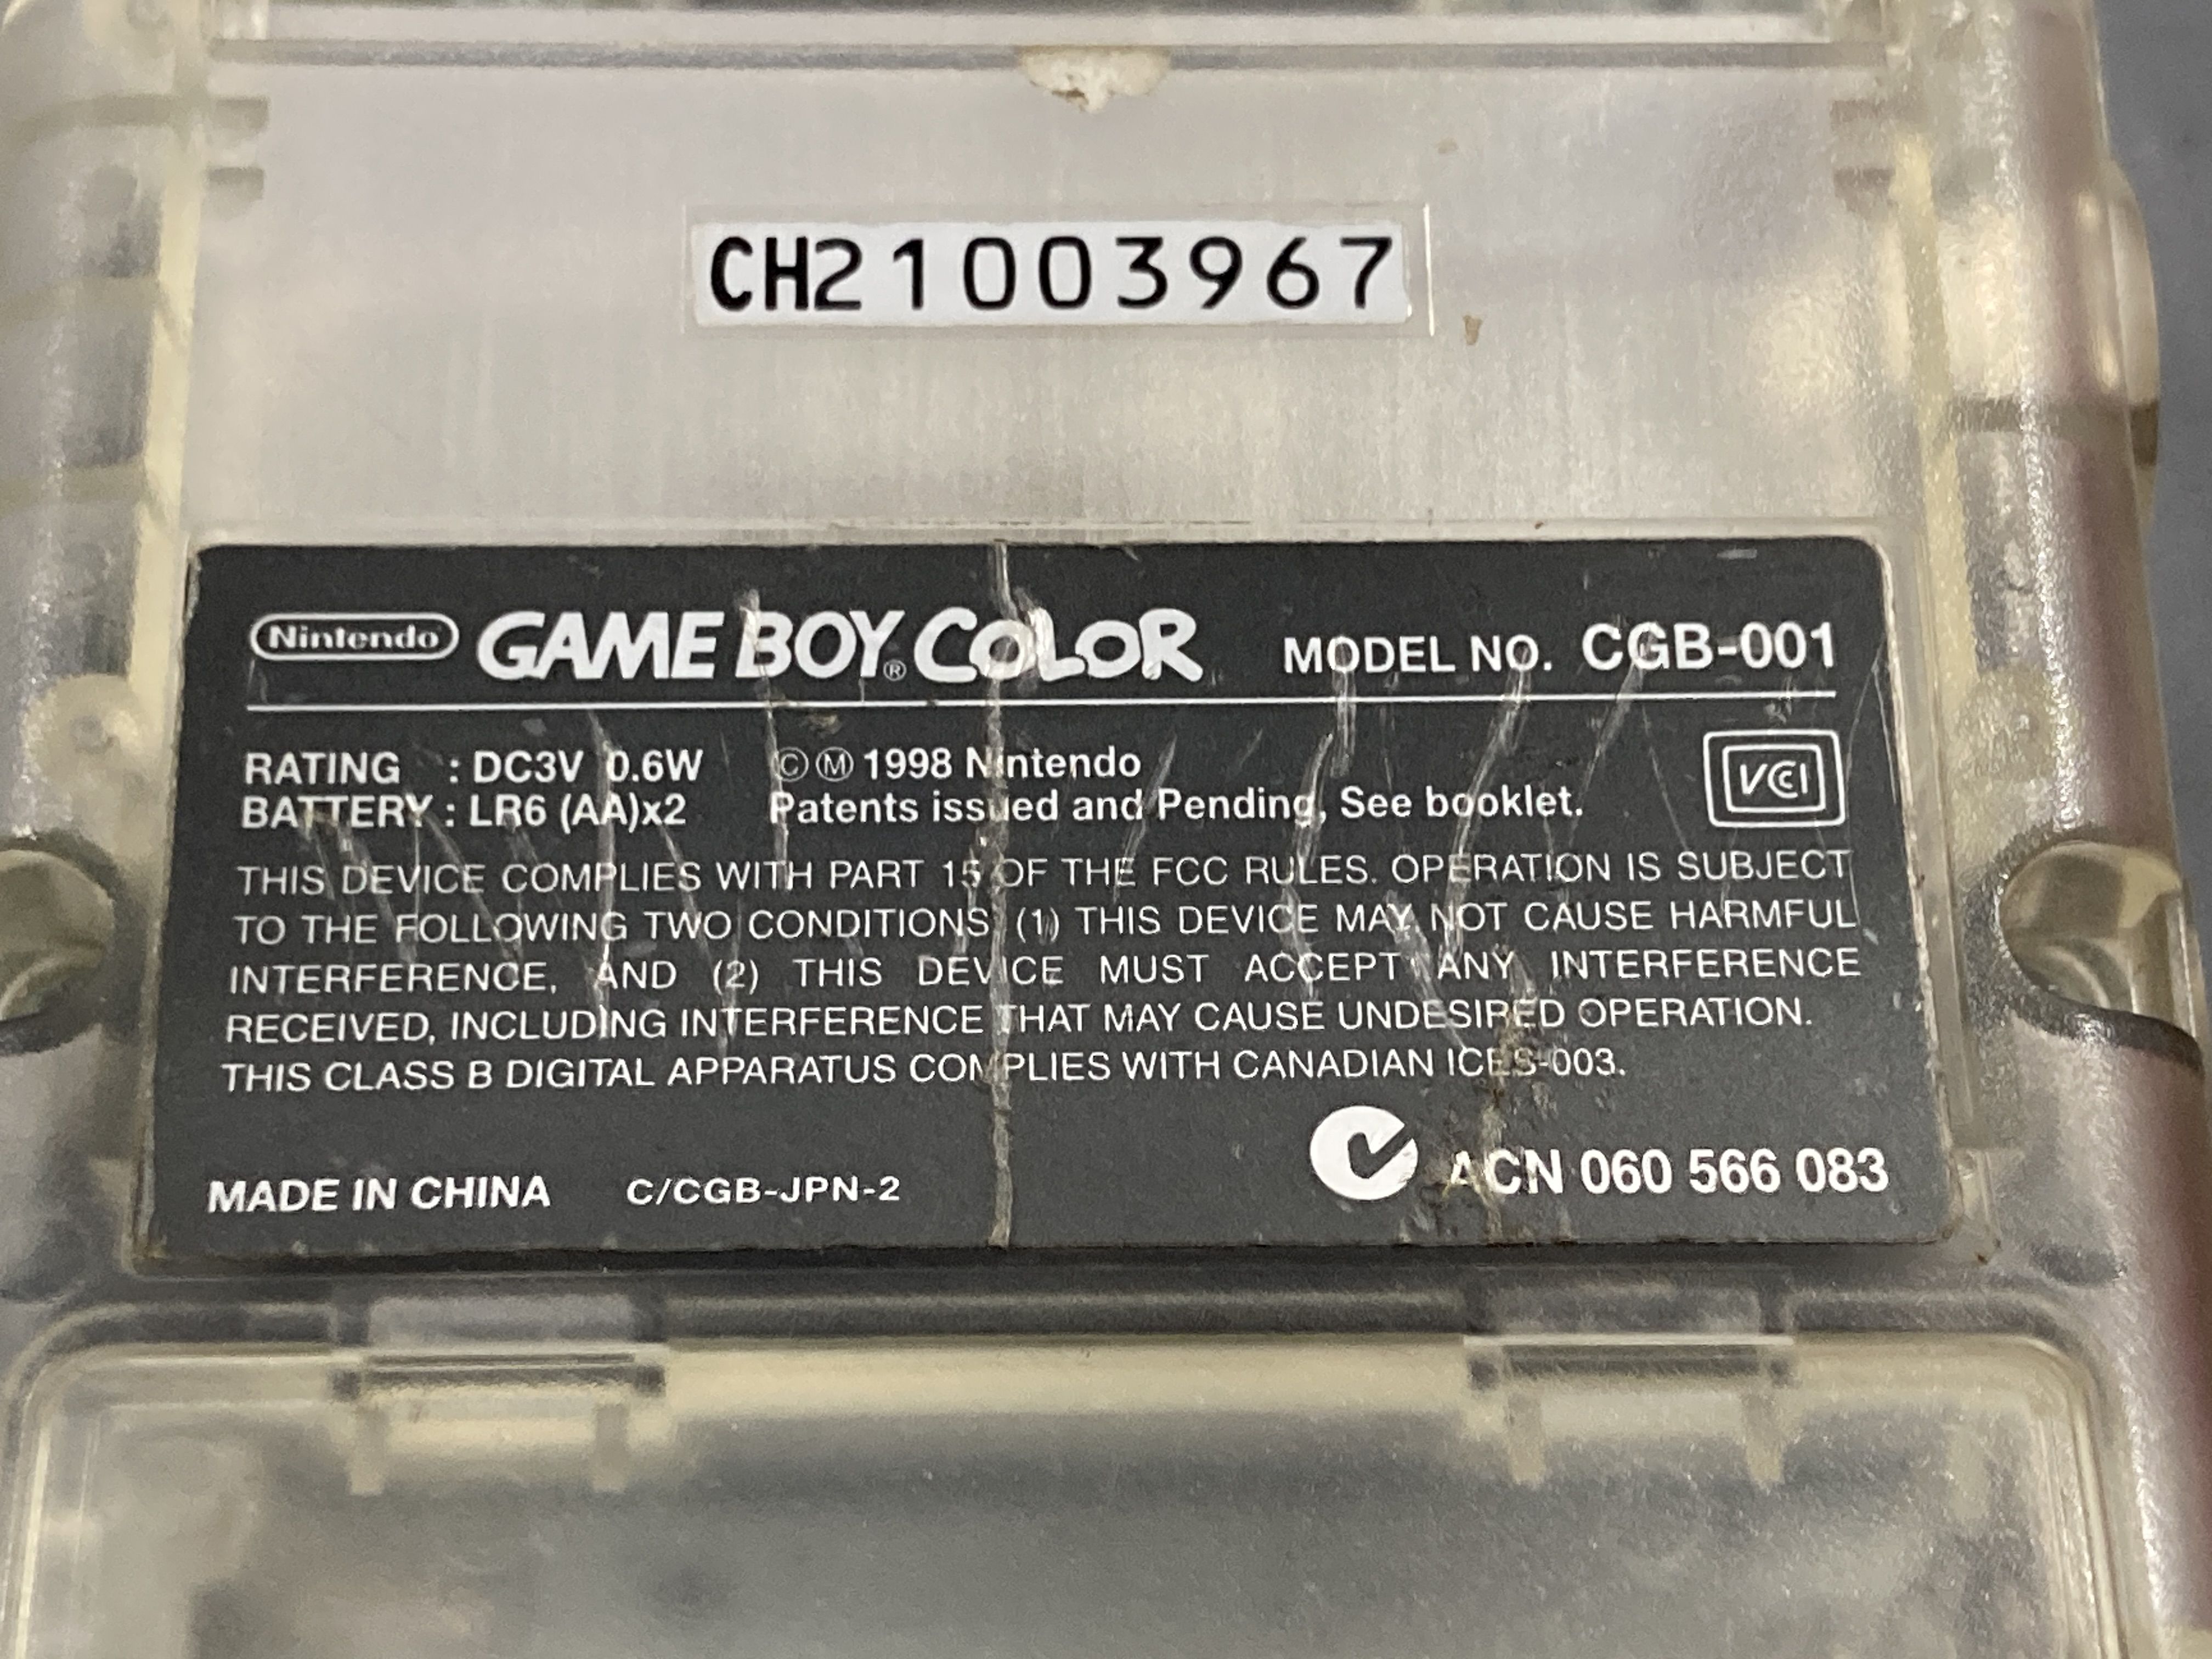 CH21003967
Nintendo GAME BOY® COLOR MODEL NO. CGB-001
RATING : DC3V 0.6W ©Ⓜ 1998 Nintendo
BATTERY : LR6 (AA)x2 Patents issued and Pending, See booklet.
VCI
THIS DEVICE COMPLIES WITH PART 15 OF THE FCC RULES. OPERATION IS SUBJECT
TO THE FOLLOWING TWO CONDITIONS: (1) THIS DEVICE MAY NOT CAUSE HARMFUL
INTERFERENCE, AND (2) THIS DEVICE MUST ACCEPT ANY INTERFERENCE
RECEIVED, INCLUDING INTERFERENCE THAT MAY CAUSE UNDESIRED OPERATION.
THIS CLASS B DIGITAL APPARATUS COMPLIES WITH CANADIAN ICES-003.
MADE IN CHINA C/CGB-JPN-2 ACN 060 566 083